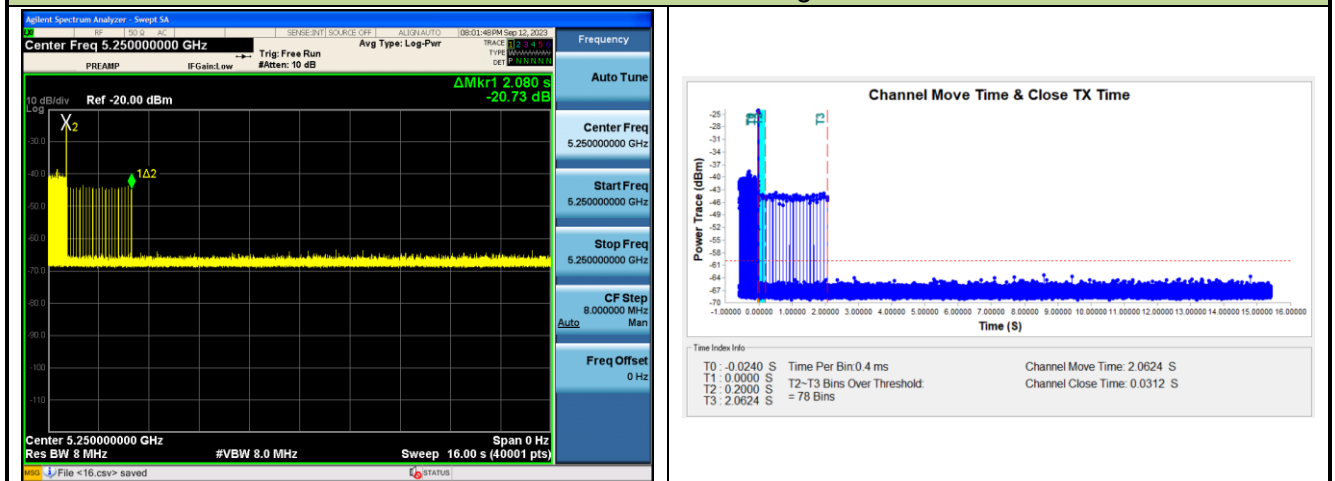 Agilent Spectrum Analyzer - Swept SA
RF 50 Ω AC SENSE:INT SOURCE OFF ALIGN AUTO 08:01:48 PM Sep 12, 2023
Center Freq 5.250000000 GHz
Avg Type: Log-Pwr
TRACE 1 2 3 4 5 6
TYPE
DET P N N N N N
PREAMP
IFGain:Low
Trig: Free Run
#Atten: 10 dB
Frequency
Auto Tune
ΔMkr1 2.080 s
-20.73 dB
10 dB/div Ref -20.00 dBm
Log
X2
1Δ2
-30.0
-40.0
-50.0
-60.0
-70.0
-80.0
-90.0
-100
-110
Center Freq
5.250000000 GHz
Start Freq
5.250000000 GHz
Stop Freq
5.250000000 GHz
CF Step
8.000000 MHz
Auto Man
Freq Offset
0 Hz
Center 5.250000000 GHz Span 0 Hz
Res BW 8 MHz #VBW 8.0 MHz Sweep 16.00 s (40001 pts)
MSG File <16.csv> saved STATUS
Channel Move Time & Close TX Time
T3
Power Trace (dBm)
-25
-28
-31
-34
-37
-40
-43
-46
-49
-52
-55
-58
-61
-64
-67
-70
-1.00000 0.00000 1.00000 2.00000 3.00000 4.00000 5.00000 6.00000 7.00000 8.00000 9.00000 10.00000 11.00000 12.00000 13.00000 14.00000 15.00000 16.00000
Time (S)
Time Index Info
T0 : -0.0240 S
T1 : 0.0000 S
T2 : 0.2000 S
T3 : 2.0624 S
Time Per Bin:0.4 ms
T2~T3 Bins Over Threshold:
= 78 Bins
Channel Move Time: 2.0624 S
Channel Close Time: 0.0312 S